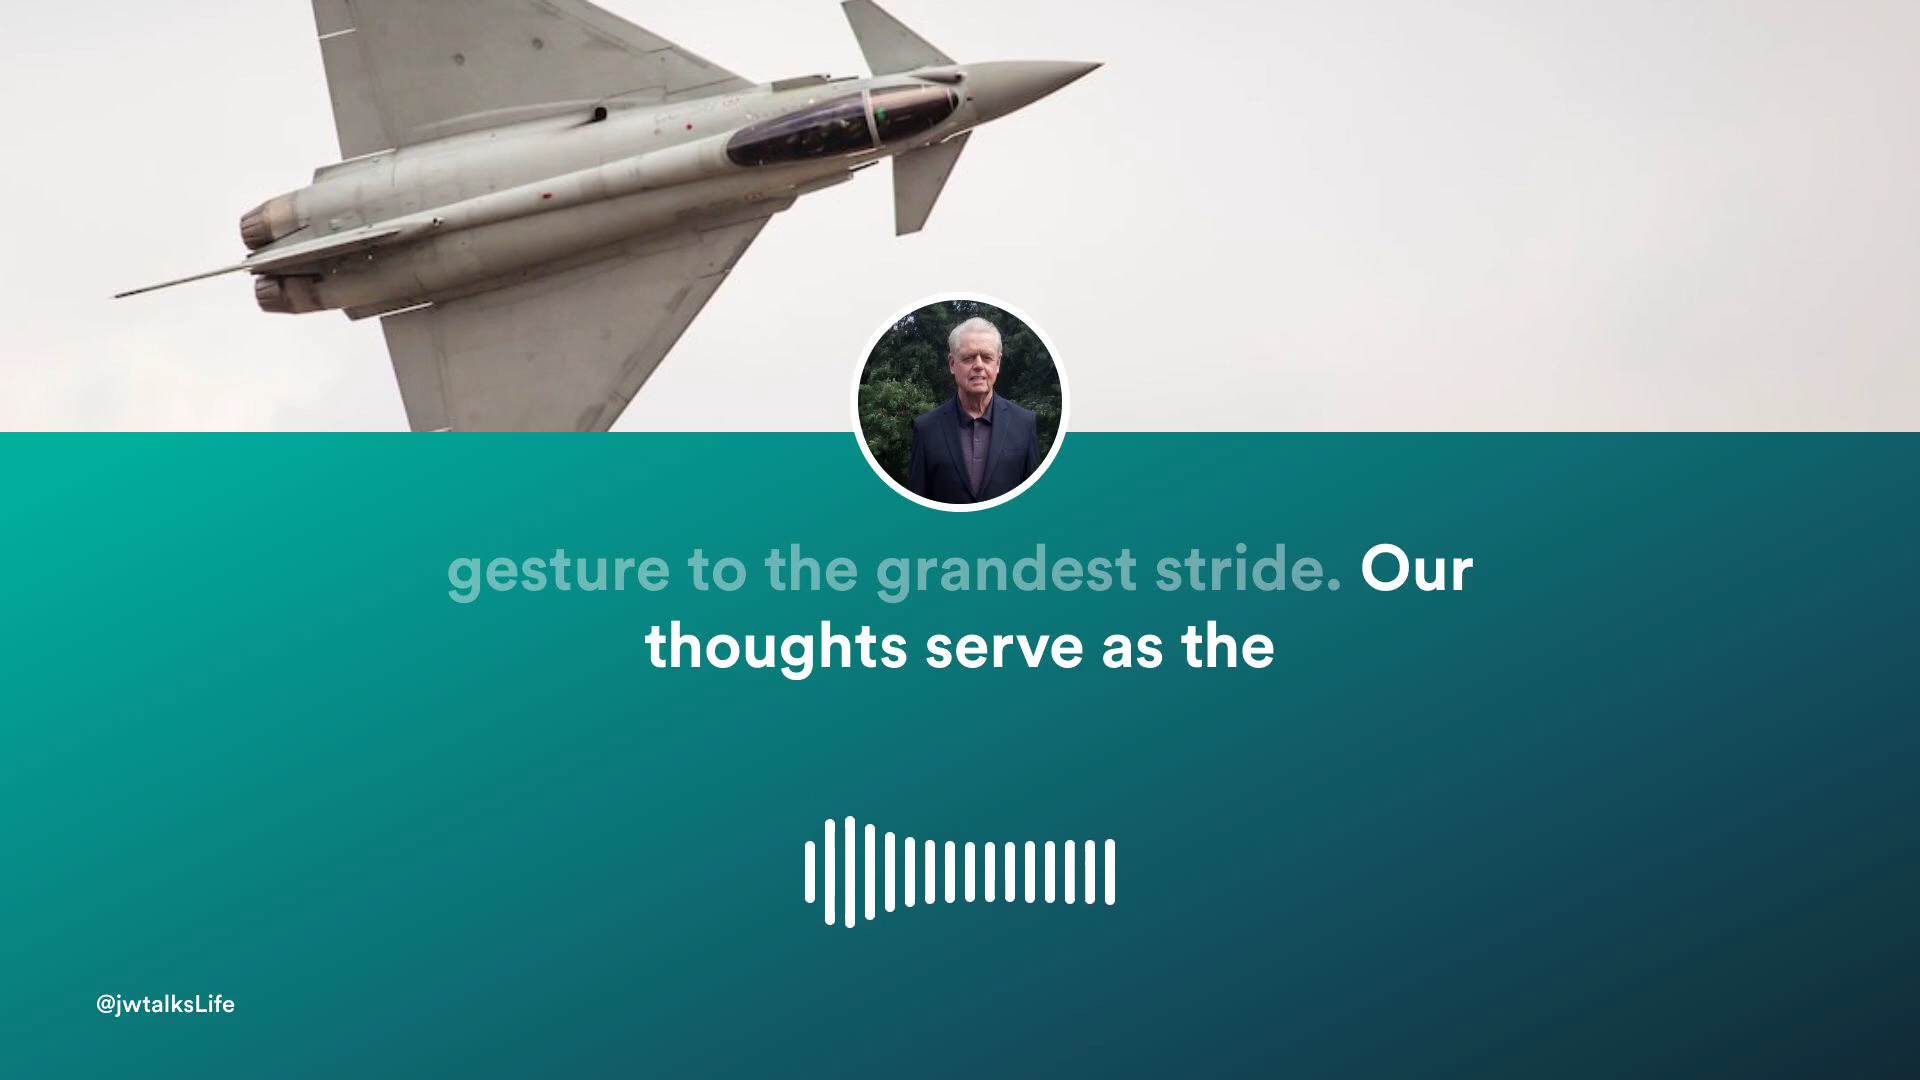 gesture to the grandest stride. Our
thoughts serve as the
@jwtalksLife